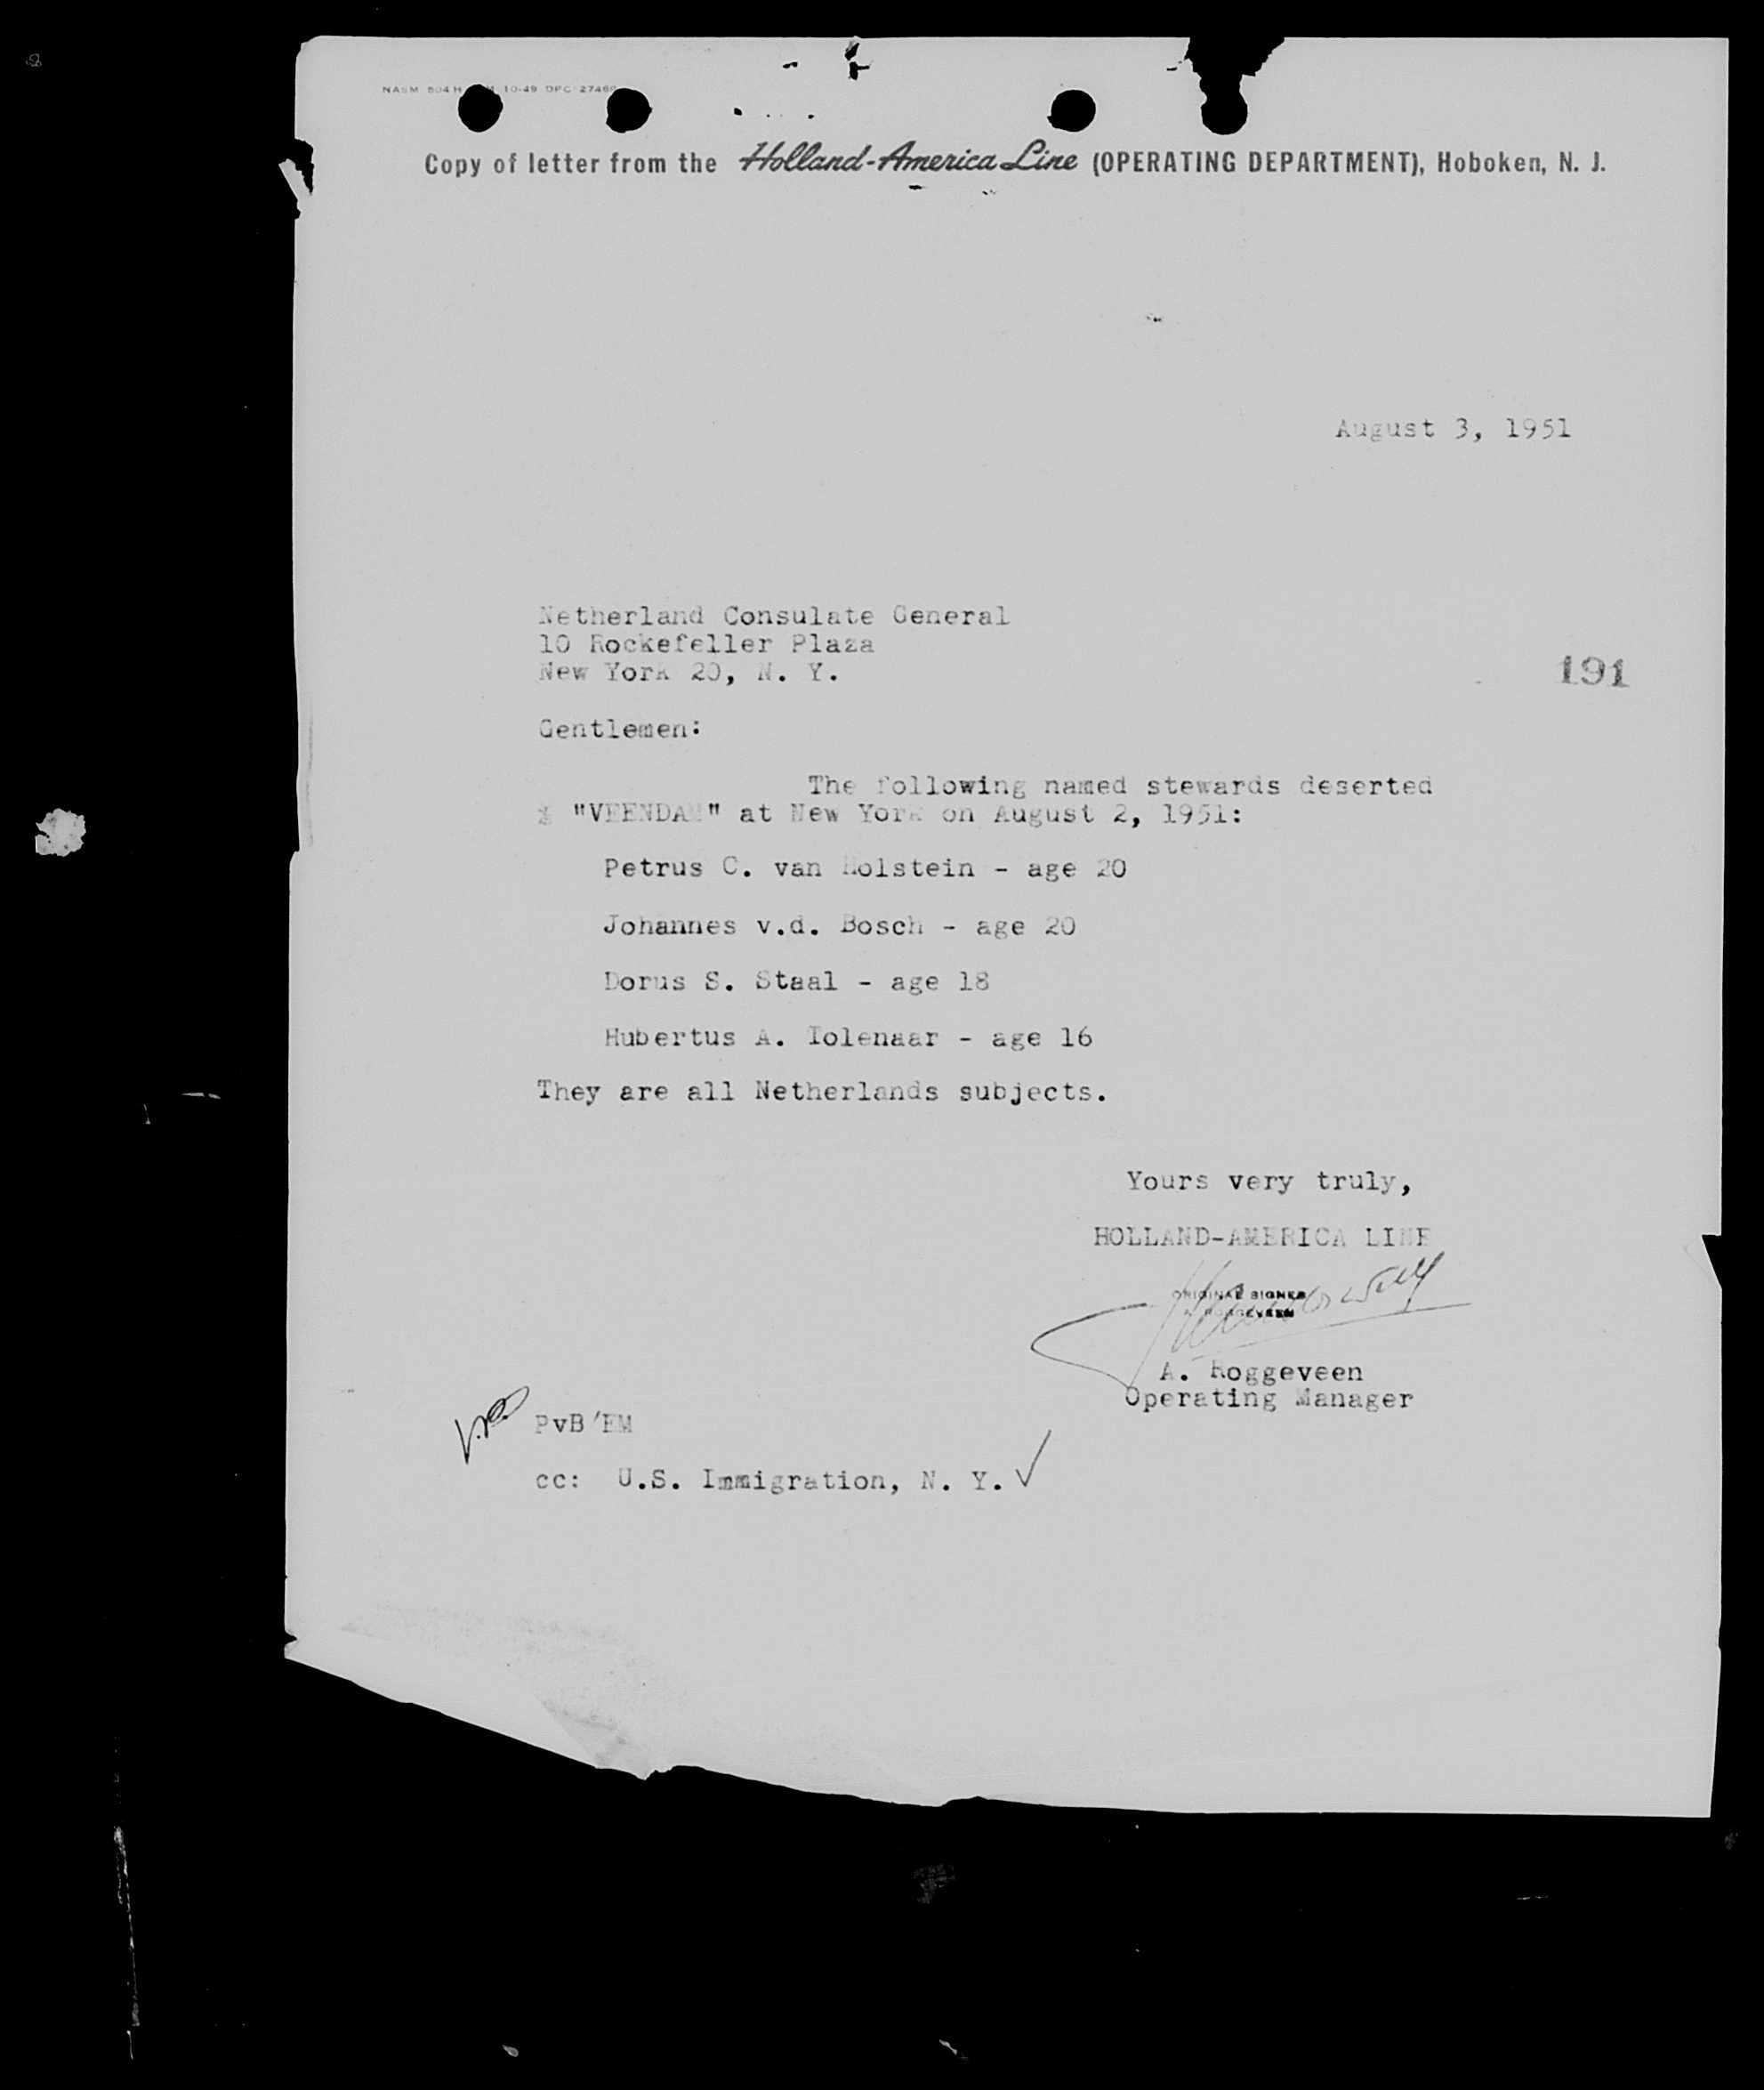 Copy of letter from the Holland-America Line (OPERATING DEPARTMENT), Hoboken, N. J.
August 3, 1951
Netherland Consulate General
10 Rockefeller Plaza
New York 20, N. Y.
191
Gentlemen:
The following named stewards deserted
"VEENDAM" at New York on August 2, 1951:
Petrus C. van Holstein - age 20
Johannes v.d. Bosch - age 20
Dorus S. Staal - age 18
Hubertus A. Tolenaar - age 16
They are all Netherlands subjects.
Yours very truly,
HOLLAND-AMERICA LINE
ORIGINAL SIGNED
A. ROGGEVEEN
A. Roggeveen
Operating Manager
PvB/EM
cc: U.S. Immigration, N. Y.